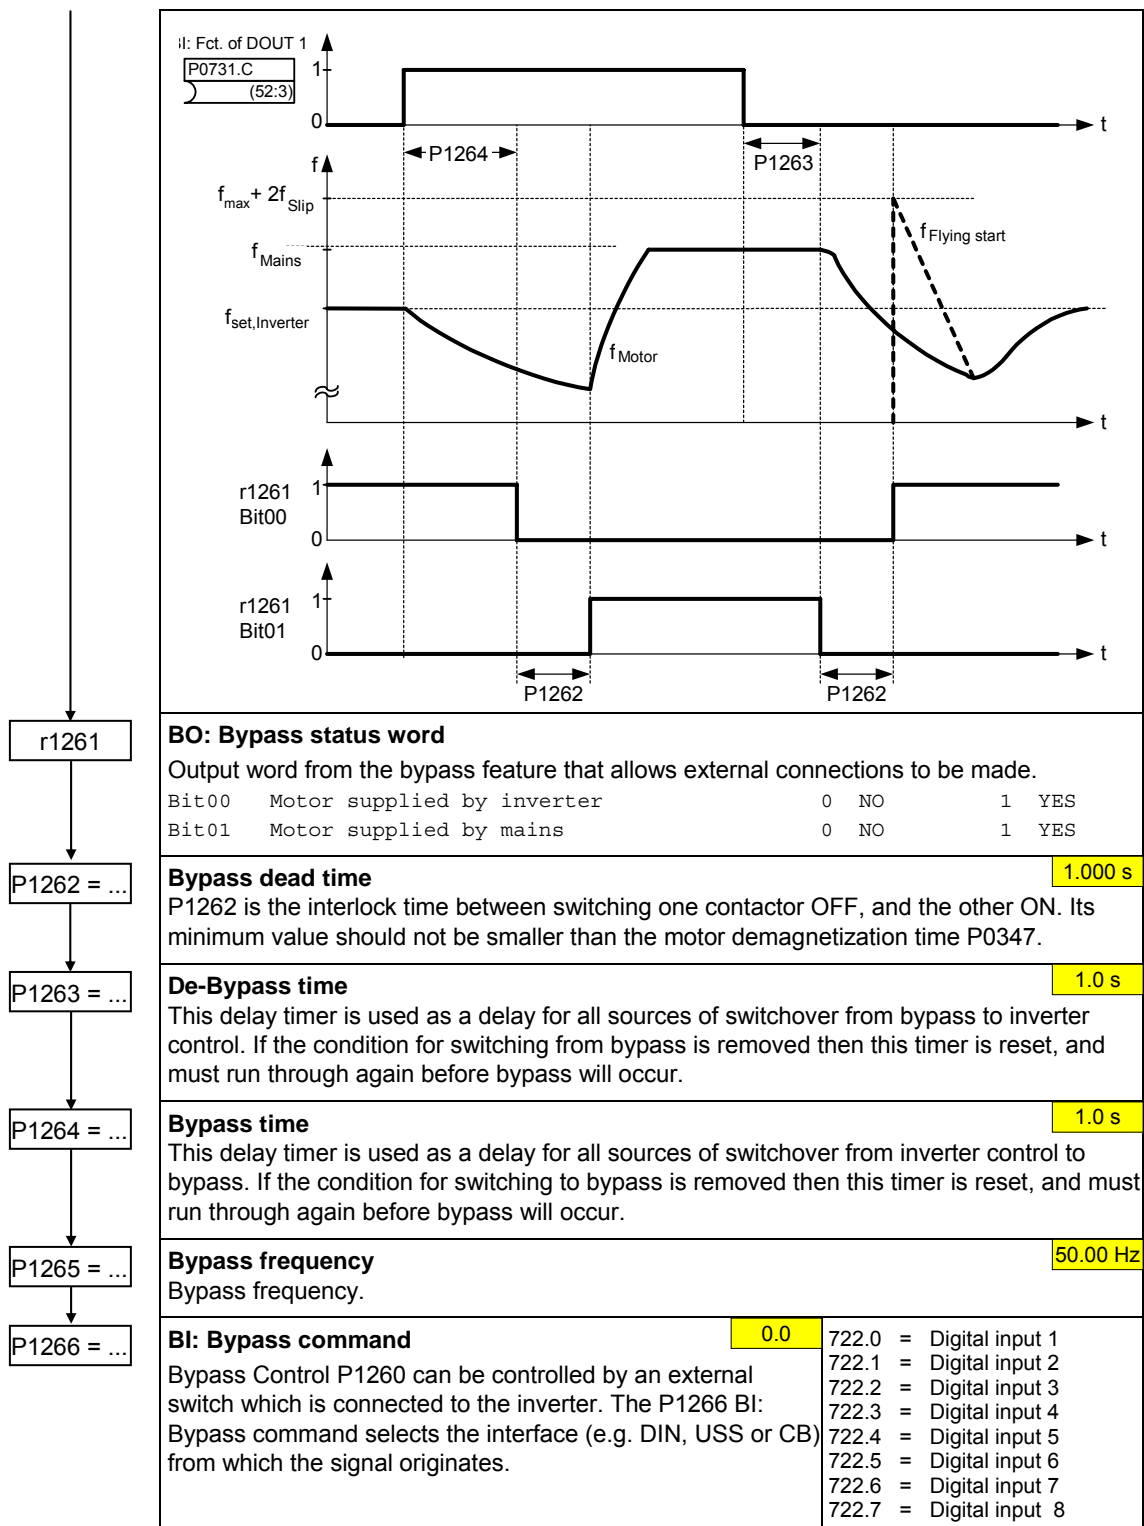 I: Fct. of DOUT 1
P0731.C
(52:3)
1
0
t
P1264
P1263
f
fmax+ 2fSlip
fFlying start
fMains
fset,Inverter
fMotor
t
r1261
Bit00
1
0
t
r1261
Bit01
1
0
t
P1262
P1262
r1261
BO: Bypass status word
Output word from the bypass feature that allows external connections to be made.
Bit00 Motor supplied by inverter 0 NO 1 YES
Bit01 Motor supplied by mains 0 NO 1 YES
P1262 = ...
Bypass dead time 1.000 s
P1262 is the interlock time between switching one contactor OFF, and the other ON. Its
minimum value should not be smaller than the motor demagnetization time P0347.
P1263 = ...
De-Bypass time 1.0 s
This delay timer is used as a delay for all sources of switchover from bypass to inverter
control. If the condition for switching from bypass is removed then this timer is reset, and
must run through again before bypass will occur.
P1264 = ...
Bypass time 1.0 s
This delay timer is used as a delay for all sources of switchover from inverter control to
bypass. If the condition for switching to bypass is removed then this timer is reset, and must
run through again before bypass will occur.
P1265 = ...
Bypass frequency 50.00 Hz
Bypass frequency.
P1266 = ...
BI: Bypass command 0.0
Bypass Control P1260 can be controlled by an external
switch which is connected to the inverter. The P1266 BI:
Bypass command selects the interface (e.g. DIN, USS or CB)
from which the signal originates.
722.0 = Digital input 1
722.1 = Digital input 2
722.2 = Digital input 3
722.3 = Digital input 4
722.4 = Digital input 5
722.5 = Digital input 6
722.6 = Digital input 7
722.7 = Digital input 8